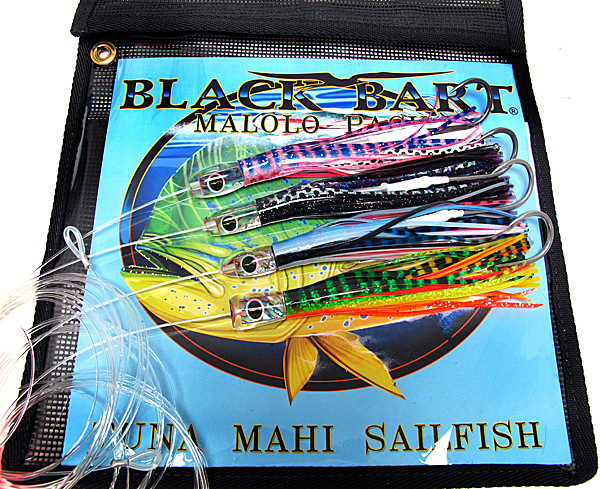 BLACK BART®
MALOLO PACK
TUNA MAHI SAILFISH